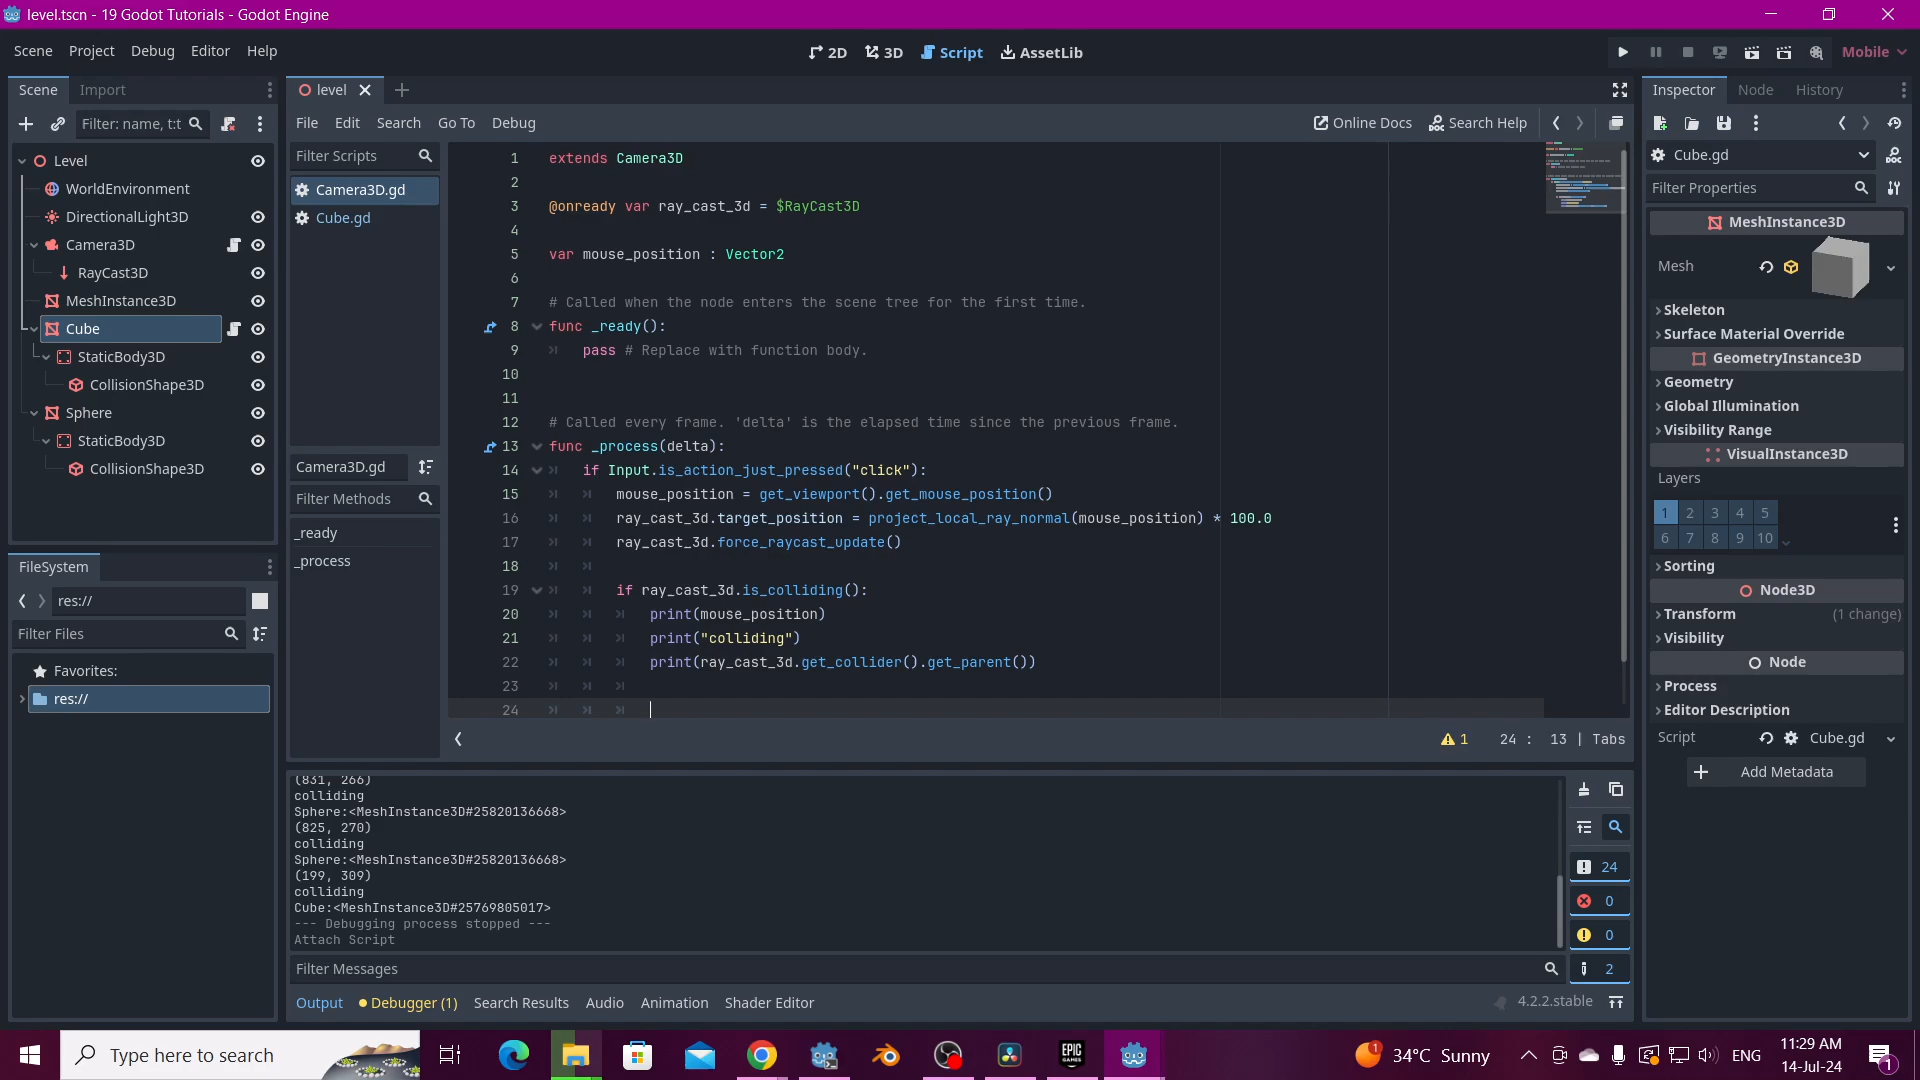 level.tscn - 19 Godot Tutorials - Godot Engine
Scene Project Debug Editor Help
2D 3D Script AssetLib
Mobile
Scene Import
Filter: name, t:t
Level
WorldEnvironment
DirectionalLight3D
Camera3D
RayCast3D
MeshInstance3D
Cube
StaticBody3D
CollisionShape3D
Sphere
StaticBody3D
CollisionShape3D
FileSystem
res://
Filter Files
Favorites:
res://
level
File Edit Search Go To Debug
Online Docs Search Help
Filter Scripts
Camera3D.gd
Cube.gd
Camera3D.gd
Filter Methods
_ready
_process
1 extends Camera3D
2
3 @onready var ray_cast_3d = $RayCast3D
4
5 var mouse_position : Vector2
6
7 # Called when the node enters the scene tree for the first time.
8 func _ready():
9 pass # Replace with function body.
10
11
12 # Called every frame. 'delta' is the elapsed time since the previous frame.
13 func _process(delta):
14 if Input.is_action_just_pressed("click"):
15 mouse_position = get_viewport().get_mouse_position()
16 ray_cast_3d.target_position = project_local_ray_normal(mouse_position) * 100.0
17 ray_cast_3d.force_raycast_update()
18
19 if ray_cast_3d.is_colliding():
20 print(mouse_position)
21 print("colliding")
22 print(ray_cast_3d.get_collider().get_parent())
23
24
1 24 : 13 | Tabs
(831, 266)
colliding
Sphere:<MeshInstance3D#25820136668>
(825, 270)
colliding
Sphere:<MeshInstance3D#25820136668>
(199, 309)
colliding
Cube:<MeshInstance3D#25769805017>
--- Debugging process stopped ---
Attach Script
24
0
0
2
Filter Messages
Output Debugger (1) Search Results Audio Animation Shader Editor
4.2.2.stable
Inspector Node History
Cube.gd
Filter Properties
MeshInstance3D
Mesh
Skeleton
Surface Material Override
GeometryInstance3D
Geometry
Global Illumination
Visibility Range
VisualInstance3D
Layers
1 2 3 4 5
6 7 8 9 10
Sorting
Node3D
Transform (1 change)
Visibility
Node
Process
Editor Description
Script Cube.gd
Add Metadata
Type here to search
EPIC
GAMES
34°C Sunny
ENG
11:29 AM
14-Jul-24
1